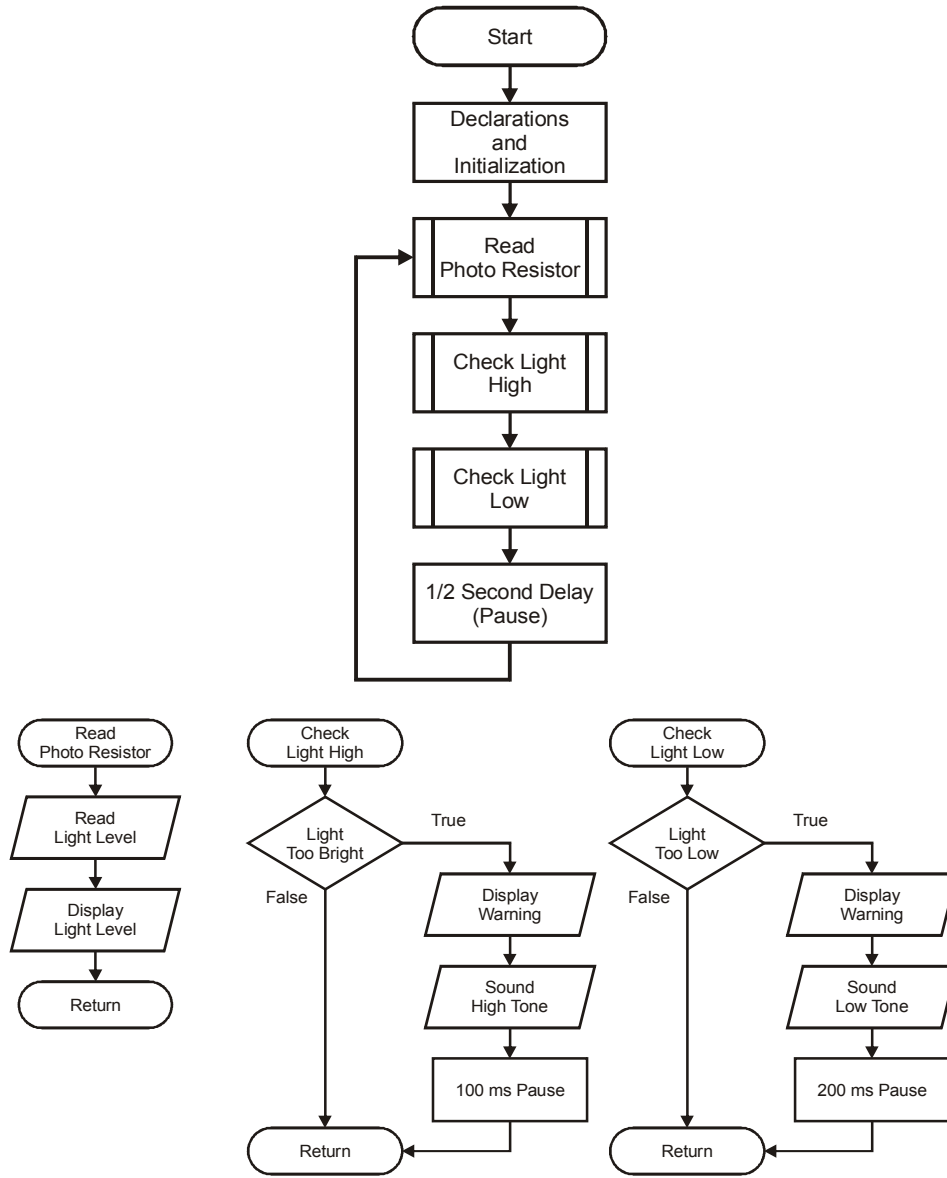 Start
Declarations
and
Initialization
Read
Photo Resistor
Check Light
High
Check Light
Low
1/2 Second Delay
(Pause)
Read
Photo Resistor
Read
Light Level
Display
Light Level
Return
Check
Light High
Light
Too Bright
True
False
Display
Warning
Sound
High Tone
100 ms Pause
Return
Check
Light Low
Light
Too Low
True
False
Display
Warning
Sound
Low Tone
200 ms Pause
Return